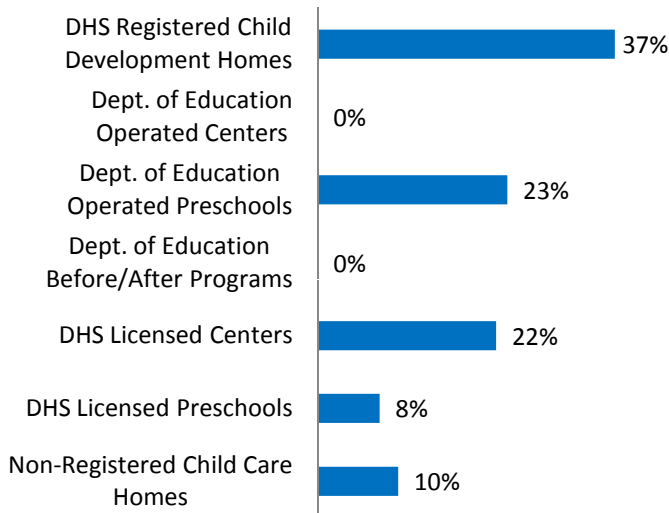 DHS Registered Child
Development Homes
37%
Dept. of Education
Operated Centers
0%
Dept. of Education
Operated Preschools
23%
Dept. of Education
Before/After Programs
0%
DHS Licensed Centers
22%
DHS Licensed Preschools
8%
Non-Registered Child Care
Homes
10%